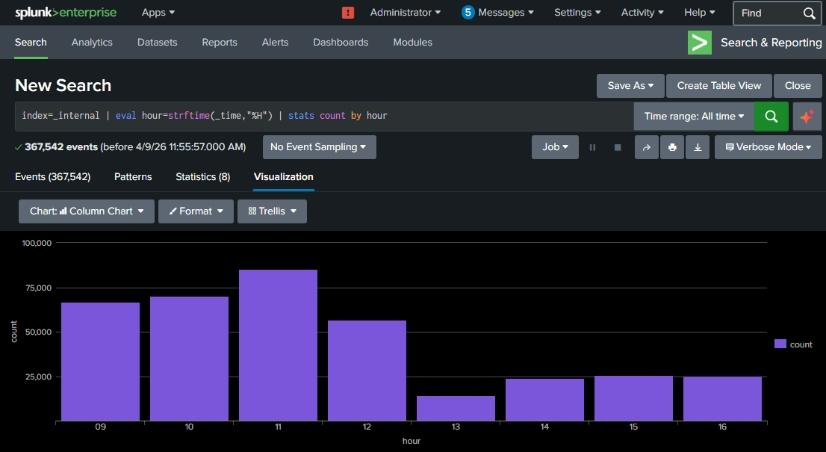 splunk>enterprise Apps ▾ ! Administrator ▾ 5 Messages ▾ Settings ▾ Activity ▾ Help ▾ Find
Search Analytics Datasets Reports Alerts Dashboards Modules > Search & Reporting
New Search Save As ▾ Create Table View Close
index=_internal | eval hour=strftime(_time,"%H") | stats count by hour Time range: All time ▾
✓ 367,542 events (before 4/9/26 11:55:57.000 AM) No Event Sampling ▾ Job ▾ Verbose Mode ▾
Events (367,542) Patterns Statistics (8) Visualization
Chart: Column Chart ▾ Format ▾ Trellis ▾
100,000
75,000
50,000
25,000
count
count
09 10 11 12 13 14 15 16
hour